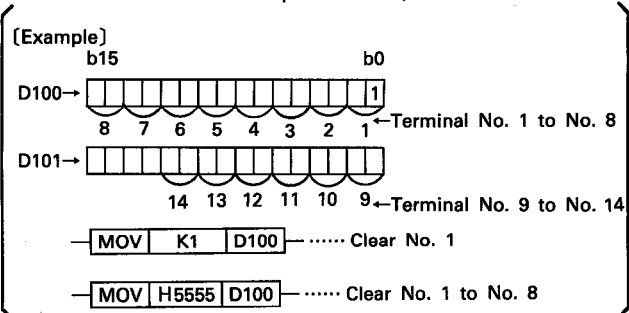 [Example]
b15 b0
D100→ 1
8 7 6 5 4 3 2 1 ←Terminal No. 1 to No. 8
D101→
14 13 12 11 10 9 ←Terminal No. 9 to No. 14
MOV K1 D100 ······ Clear No. 1
MOV H5555 D100 ······ Clear No. 1 to No. 8